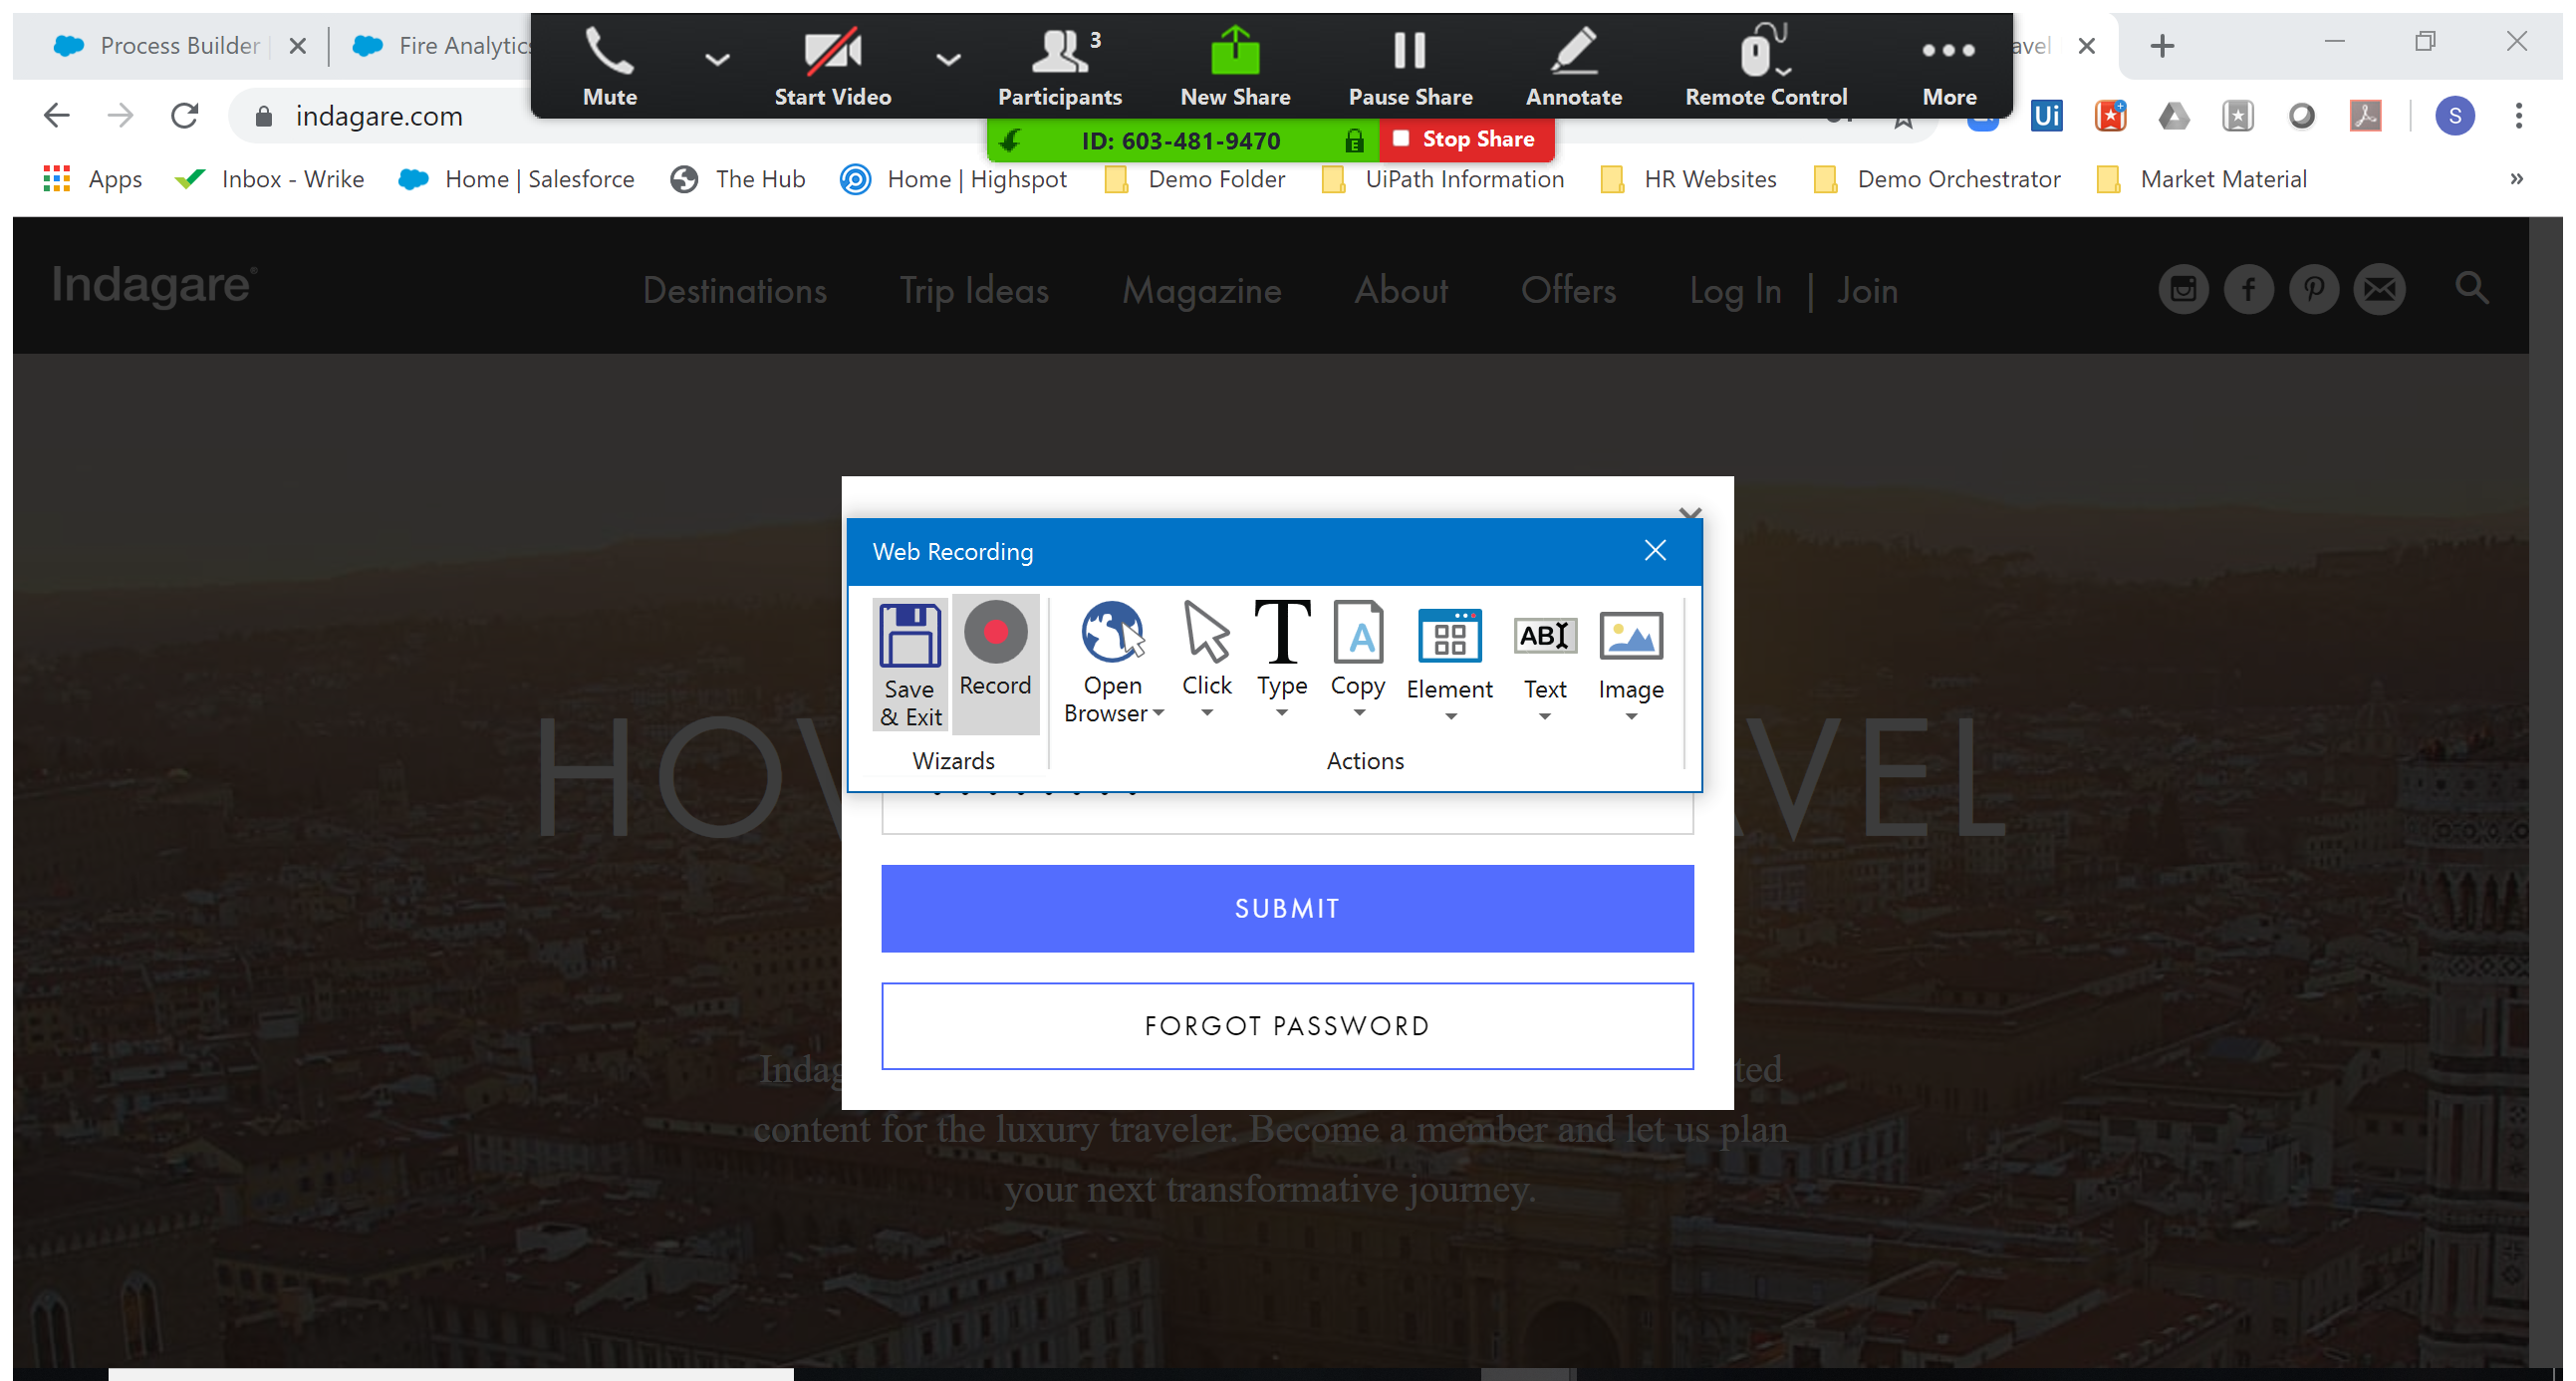 Process Builder
Fire Analytics
avel
Mute
Start Video
Participants 3
New Share
Pause Share
Annotate
Remote Control
More
indagare.com
ID: 603-481-9470
Stop Share
Ui
S
Apps
Inbox - Wrike
Home | Salesforce
The Hub
Home | Highspot
Demo Folder
UiPath Information
HR Websites
Demo Orchestrator
Market Material
»
Indagare®
Destinations
Trip Ideas
Magazine
About
Offers
Log In | Join
Web Recording
Save
& Exit
Record
Open
Browser
Click
Type
Copy
Element
Text
Image
Wizards
Actions
HOW
AVEL
SUBMIT
FORGOT PASSWORD
Indag
ted
content for the luxury traveler. Become a member and let us plan
your next transformative journey.